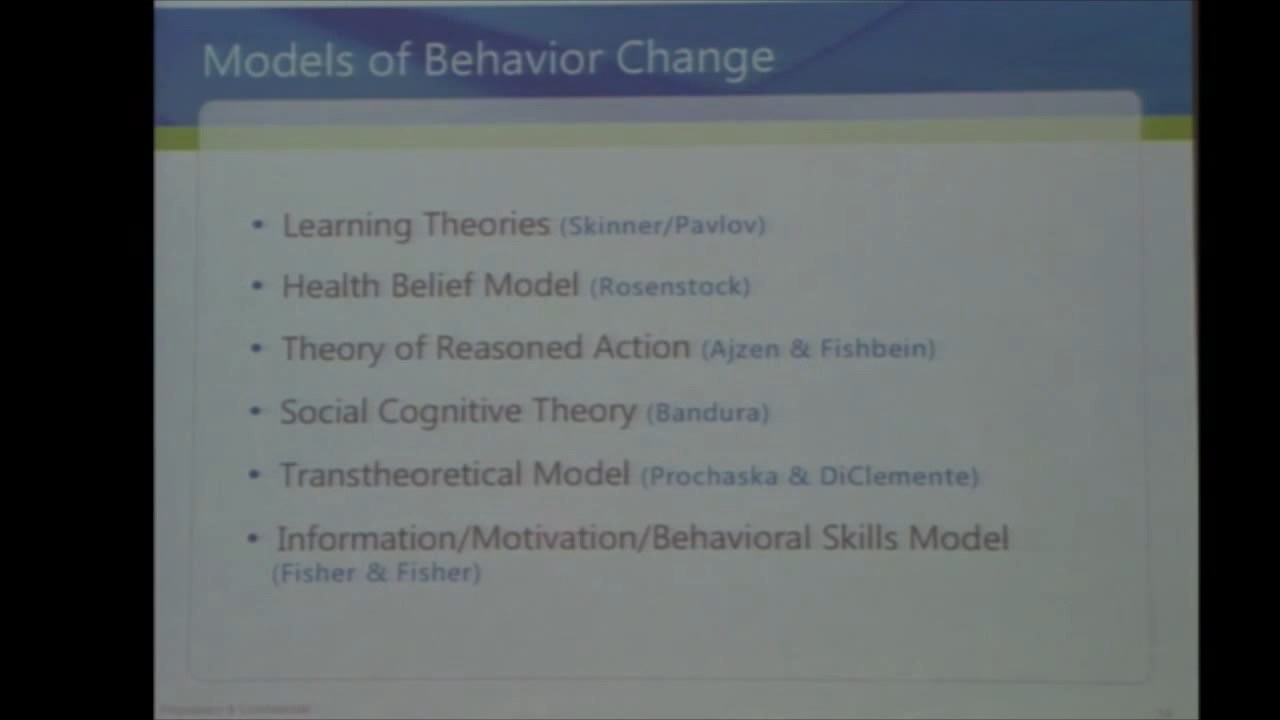 Models of Behavior Change
• Learning Theories (Skinner/Pavlov)
• Health Belief Model (Rosenstock)
• Theory of Reasoned Action (Ajzen & Fishbein)
• Social Cognitive Theory (Bandura)
• Transtheoretical Model (Prochaska & DiClemente)
• Information/Motivation/Behavioral Skills Model
(Fisher & Fisher)